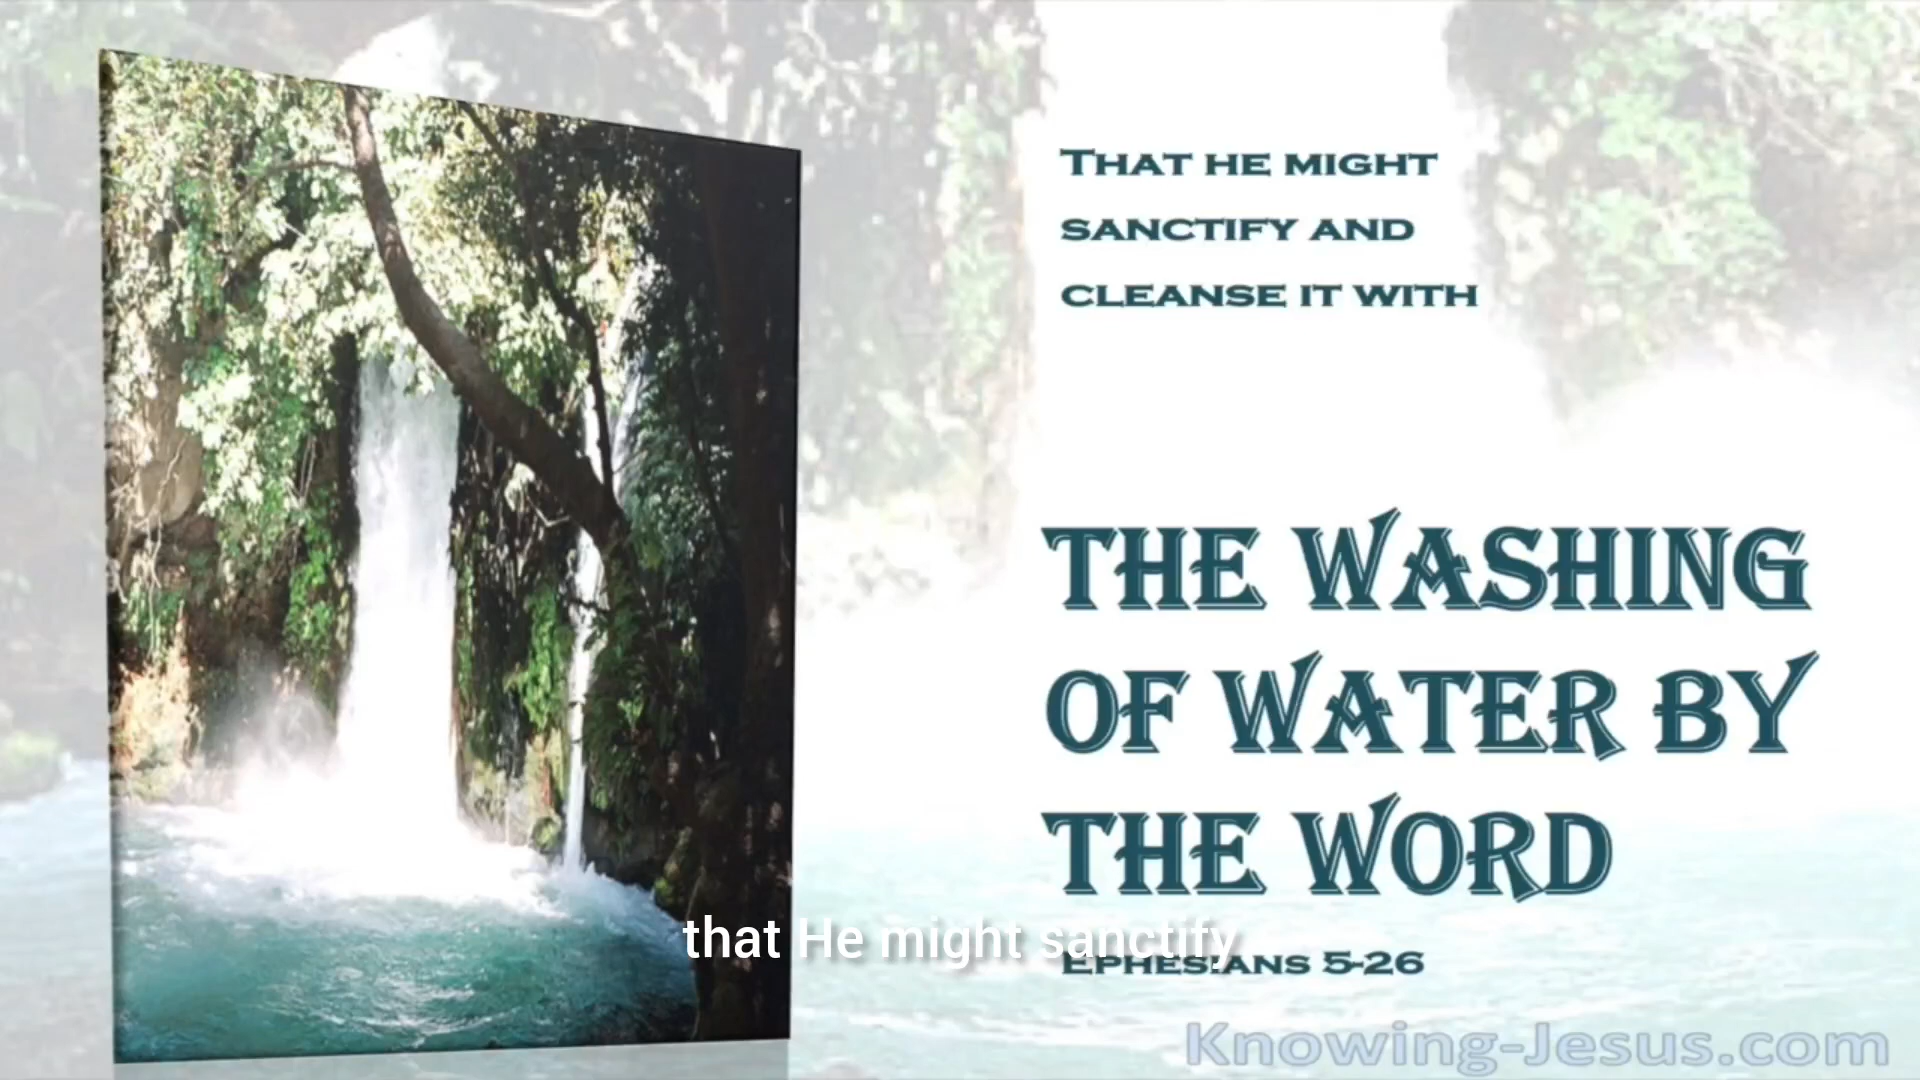 THAT HE MIGHT
SANCTIFY AND
CLEANSE IT WITH
THE WASHING
OF WATER BY
THE WORD
that He might sanctify
EPHESIANS 5-26
Knowing-Jesus.com